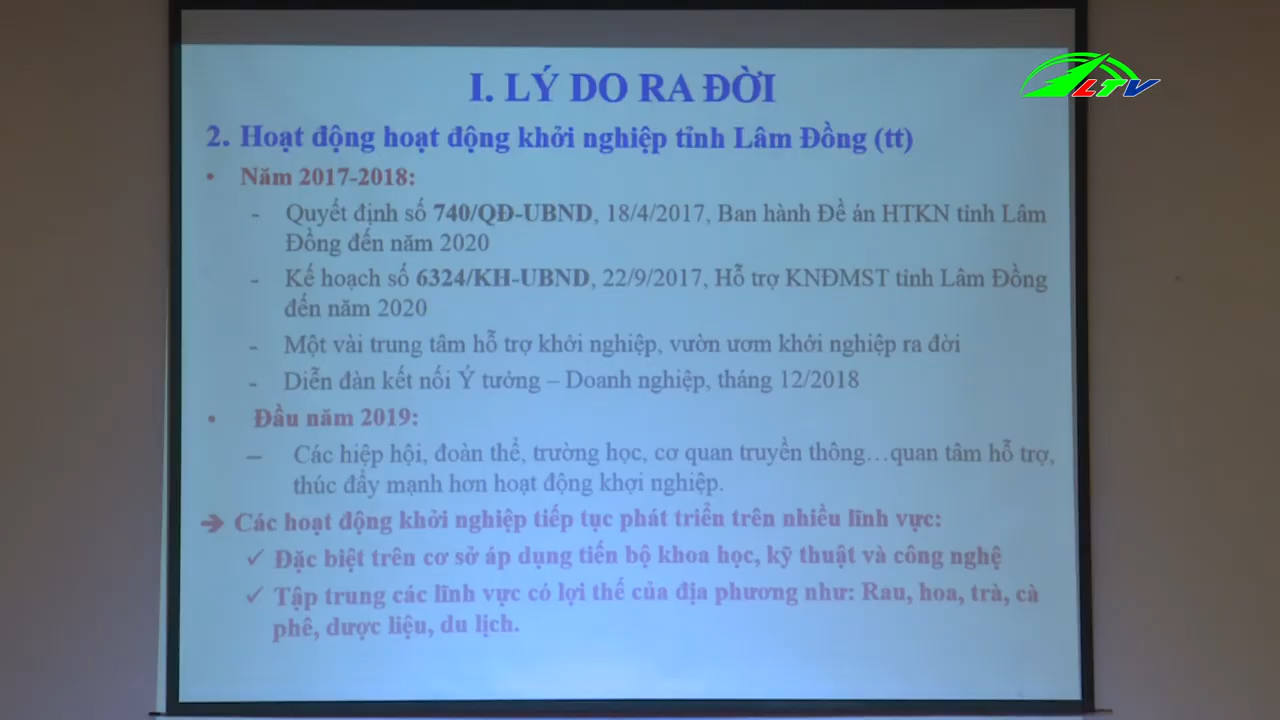 I. LÝ DO RA ĐỜI
LTV
2. Hoạt động hoạt động khởi nghiệp tỉnh Lâm Đồng (tt)
• Năm 2017-2018:
- Quyết định số 740/QĐ-UBND, 18/4/2017, Ban hành Đề án HTKN tỉnh Lâm
Đồng đến năm 2020
- Kế hoạch số 6324/KH-UBND, 22/9/2017, Hỗ trợ KNĐMST tỉnh Lâm Đồng
đến năm 2020
- Một vài trung tâm hỗ trợ khởi nghiệp, vườn ươm khởi nghiệp ra đời
- Diễn đàn kết nối Ý tưởng – Doanh nghiệp, tháng 12/2018
• Đầu năm 2019:
– Các hiệp hội, đoàn thể, trường học, cơ quan truyền thông…quan tâm hỗ trợ,
thúc đẩy mạnh hơn hoạt động khợi nghiệp.
➔ Các hoạt động khởi nghiệp tiếp tục phát triển trên nhiều lĩnh vực:
✓ Đặc biệt trên cơ sở áp dụng tiến bộ khoa học, kỹ thuật và công nghệ
✓ Tập trung các lĩnh vực có lợi thế của địa phương như: Rau, hoa, trà, cà
phê, dược liệu, du lịch.